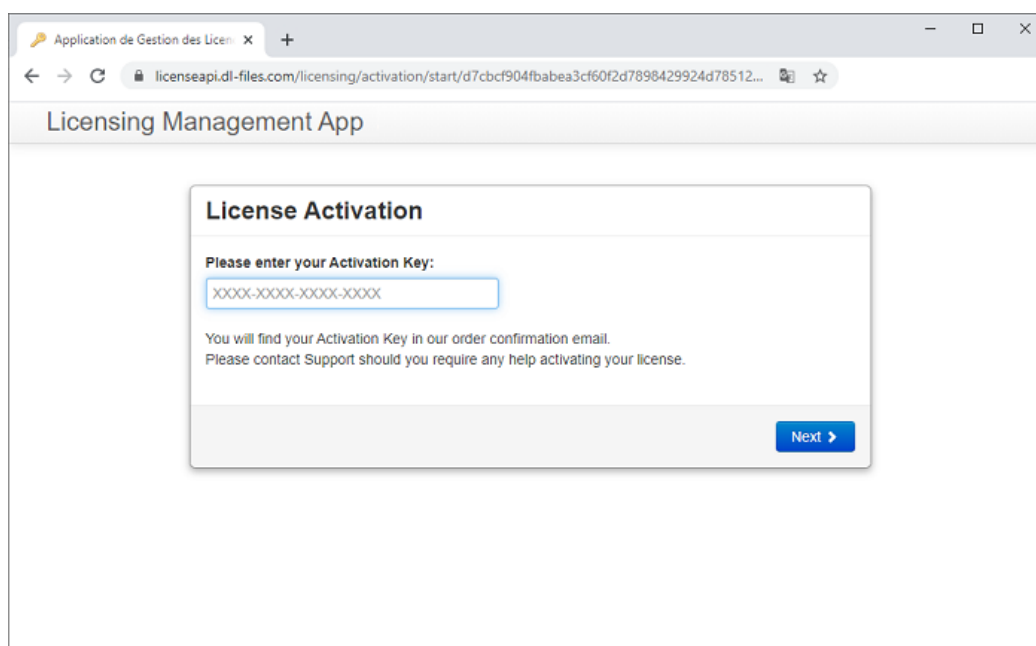 Application de Gestion des Licen
licenseapi.dl-files.com/licensing/activation/start/d7cbcf904fbabea3cf60f2d7898429924d78512...
Licensing Management App
License Activation
Please enter your Activation Key:
XXXX-XXXX-XXXX-XXXX
You will find your Activation Key in our order confirmation email.
Please contact Support should you require any help activating your license.
Next